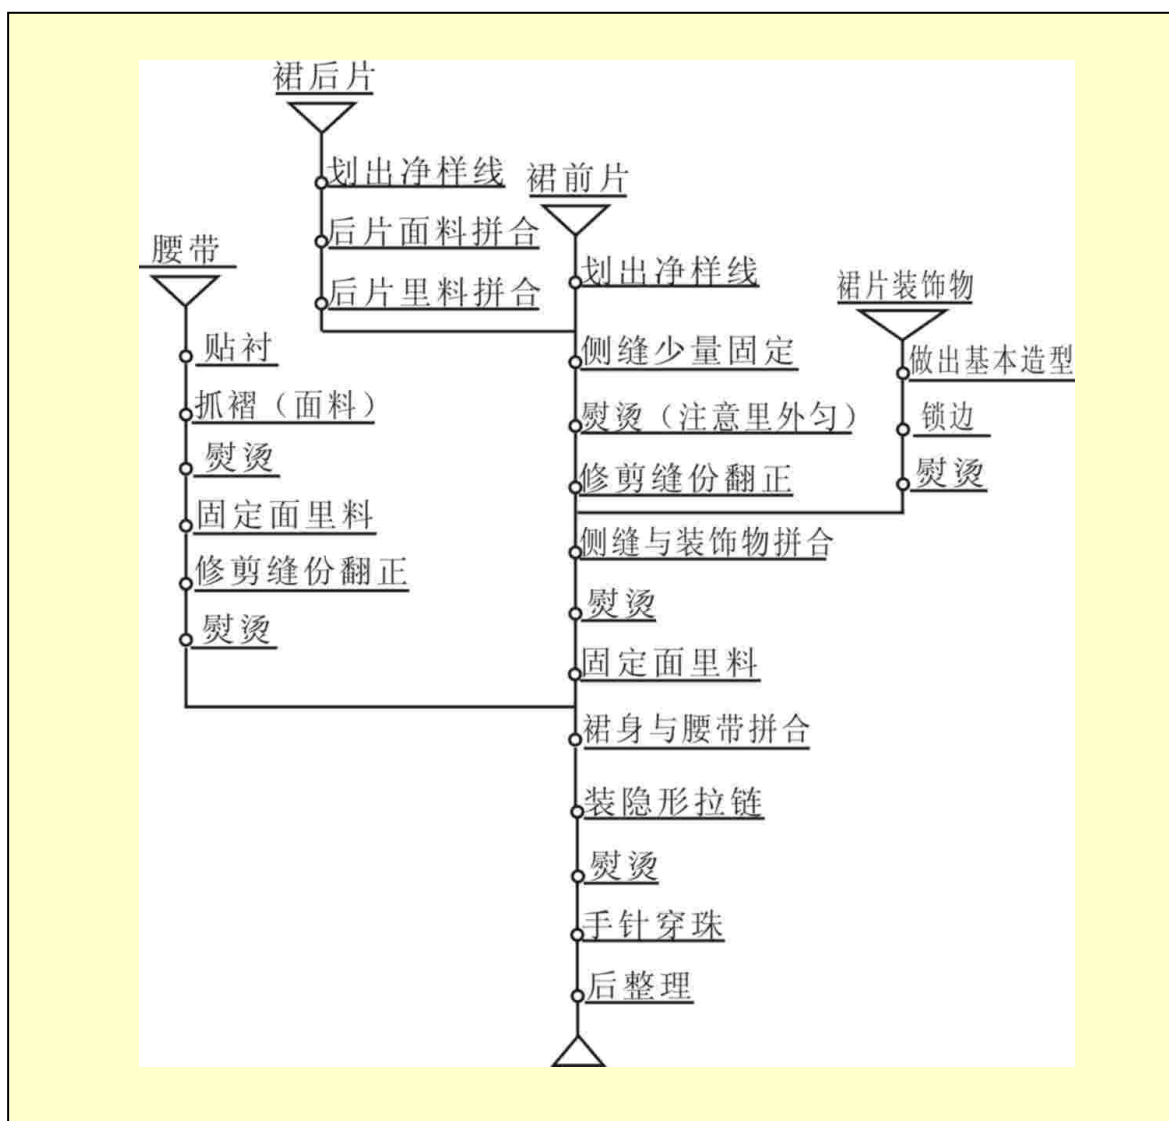 裙后片
划出净样线
后片面料拼合
后片里料拼合
裙前片
划出净样线
侧缝少量固定
熨烫（注意里外匀）
修剪缝份翻正
侧缝与装饰物拼合
熨烫
固定面里料
裙身与腰带拼合
装隐形拉链
熨烫
手针穿珠
后整理
腰带
贴衬
抓褶（面料）
熨烫
固定面里料
修剪缝份翻正
熨烫
裙片装饰物
做出基本造型
锁边
熨烫